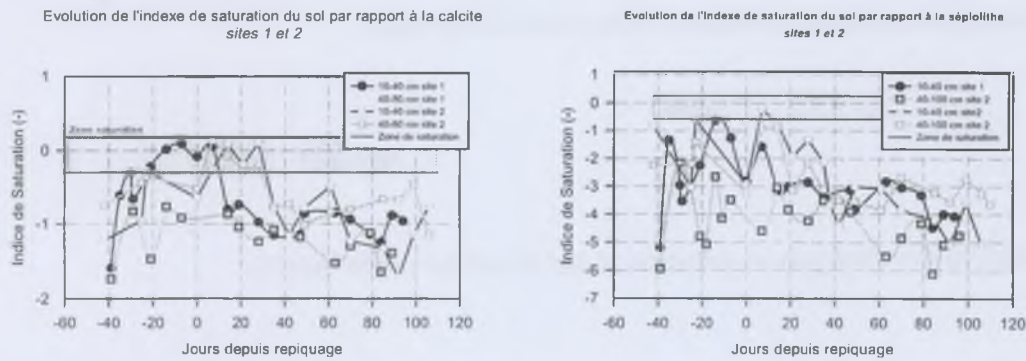 Evolution de l'indexe de saturation du sol par rapport à la calcite
sites 1 et 2
Indice de Saturation (-)
1
0
-1
-2
Zone saturation
10-40 cm site 1
40-80 cm site 2
10-40 cm site 2
40-80 cm site 2
Zone de saturation
-60 -40 -20 0 20 40 60 80 100 120
Jours depuis repiquage
Evolution de l'indexe de saturation du sol par rapport à la sépiolithe
sites 1 et 2
Indice de Saturation (-)
1
0
-1
-2
-3
-4
-5
-6
-7
10-40 cm site 1
40-100 cm site 2
10-40 cm site2
40-100 cm site 2
Zone de saturation
-60 -40 -20 0 20 40 60 80 100 120
Jours depuis repiquage